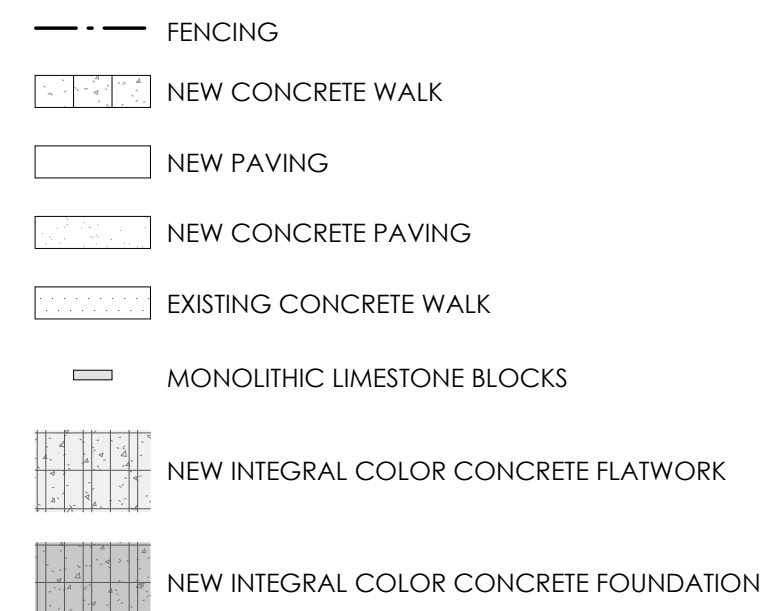 FENCING
NEW CONCRETE WALK
NEW PAVING
NEW CONCRETE PAVING
EXISTING CONCRETE WALK
MONOLITHIC LIMESTONE BLOCKS
NEW INTEGRAL COLOR CONCRETE FLATWORK
NEW INTEGRAL COLOR CONCRETE FOUNDATION